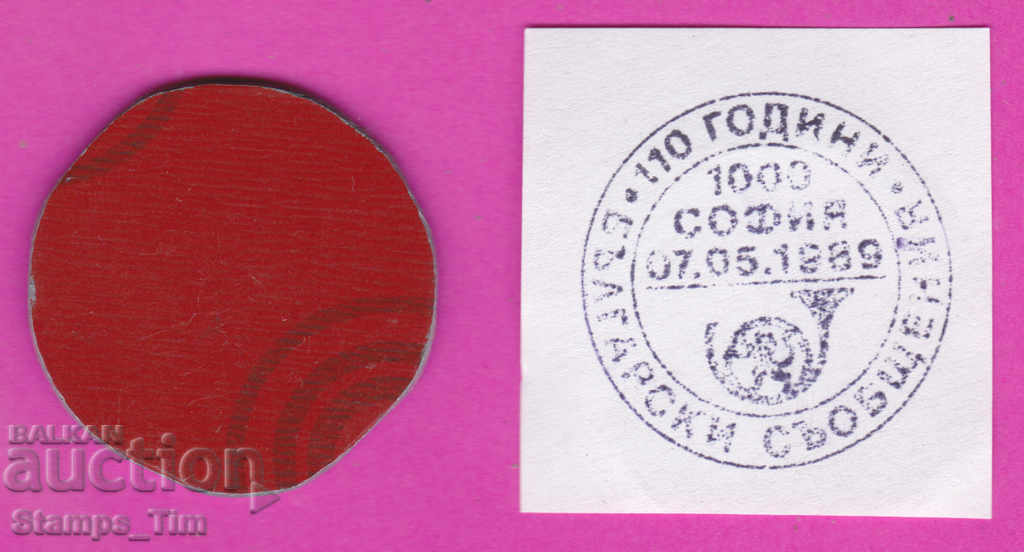 110 ГОДИНИ
1000
СОФИЯ
07.05.1989
БЪЛГАРСКИ СЪОБЩЕНИЯ
BALKAN
auction
Stamps_Tim